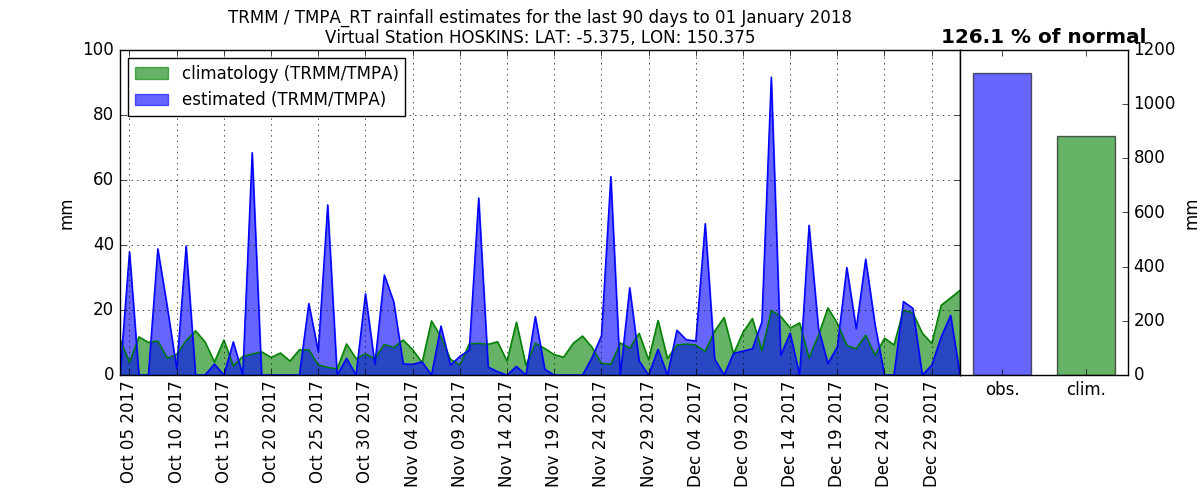 TRMM / TMPA_RT rainfall estimates for the last 90 days to 01 January 2018
Virtual Station HOSKINS: LAT: -5.375, LON: 150.375
126.1 % of normal
climatology (TRMM/TMPA)
estimated (TRMM/TMPA)
100
80
60
40
20
0
mm
Oct 05 2017
Oct 10 2017
Oct 15 2017
Oct 20 2017
Oct 25 2017
Oct 30 2017
Nov 04 2017
Nov 09 2017
Nov 14 2017
Nov 19 2017
Nov 24 2017
Nov 29 2017
Dec 04 2017
Dec 09 2017
Dec 14 2017
Dec 19 2017
Dec 24 2017
Dec 29 2017
1200
1000
800
600
400
200
0
mm
obs.
clim.